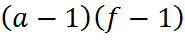 (a − 1)(f − 1)